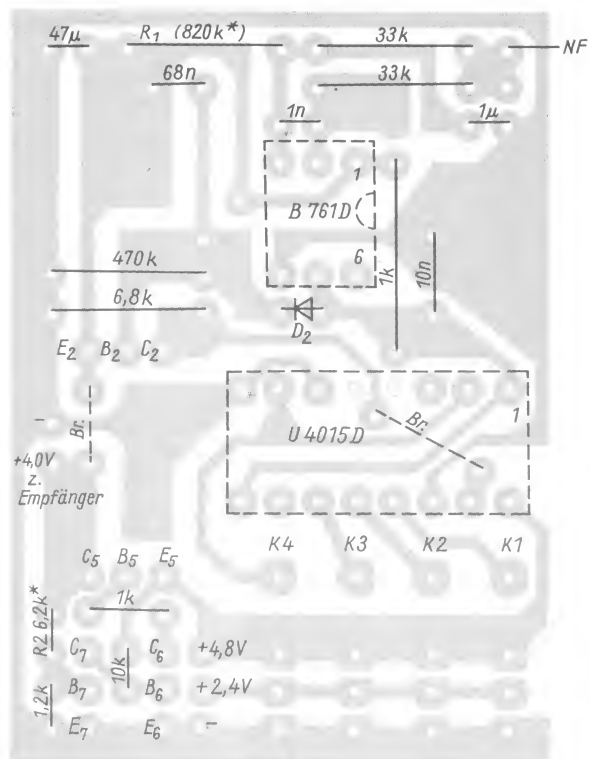 47µ R₁ (820k*) 33k NF
68n 33k
1n 1µ
1
B 761D
6
1k
10n
470k
6,8k
D₂
E₂ B₂ C₂
Br.
-
+4,0V
z.
Empfänger
1
Br.
U 4015D
K4 K3 K2 K1
C₅ B₅ E₅
1k
R2 6,2k*
C₇ C₆ +4,8V
10k
1,2k
B₇ B₆ +2,4V
E₇ E₆ -